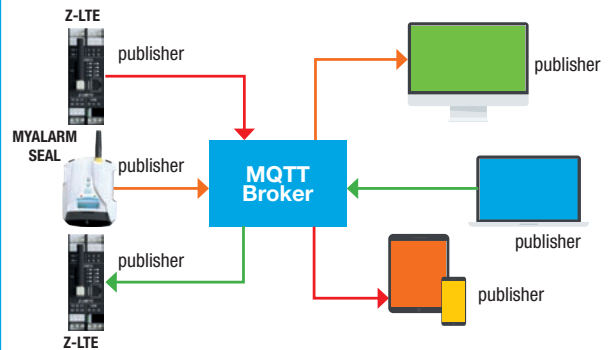 Z-LTE
publisher
publisher
MYALARM
SEAL
publisher
MQTT
Broker
publisher
publisher
publisher
Z-LTE